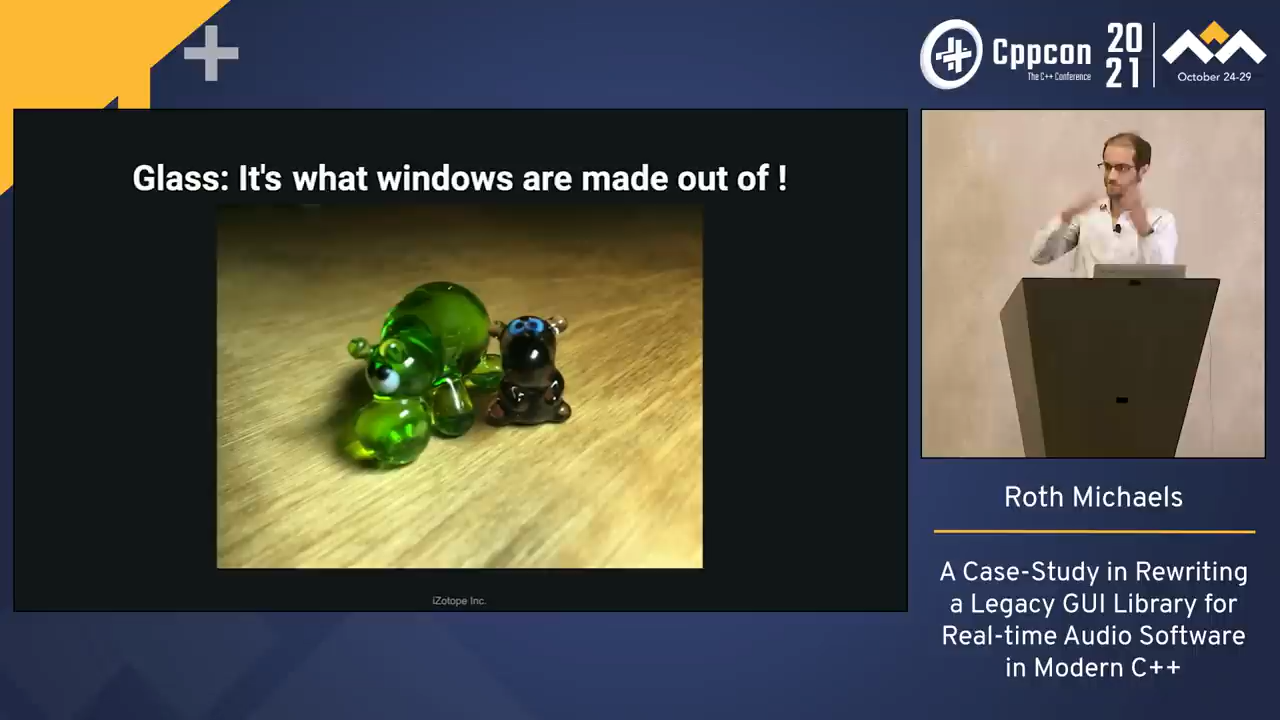 Cppcon
The C++ Conference
20
21
October 24-29
Glass: It's what windows are made out of !
iZotope Inc.
Roth Michaels
A Case-Study in Rewriting
a Legacy GUI Library for
Real-time Audio Software
in Modern C++